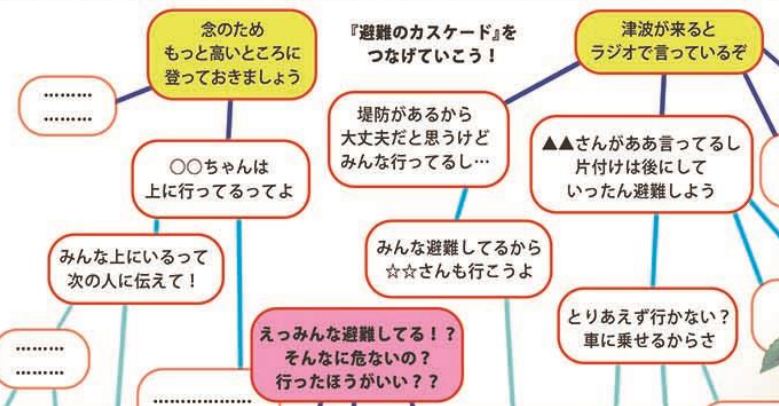 念のため
もっと高いところに
登っておきましょう
『避難のカスケード』を
つなげていこう！
津波が来ると
ラジオで言っているぞ
………
………
堤防があるから
大丈夫だと思うけど
みんな行ってるし…
▲▲さんがああ言ってるし
片付けは後にして
いったん避難しよう
○○ちゃんは
上に行ってるってよ
みんな上にいるって
次の人に伝えて！
みんな避難してるから
☆☆さんも行こうよ
とりあえず行かない？
車に乗せるからさ
えっみんな避難してる！？
そんなに危ないの？
行ったほうがいい？？
………
………
………………